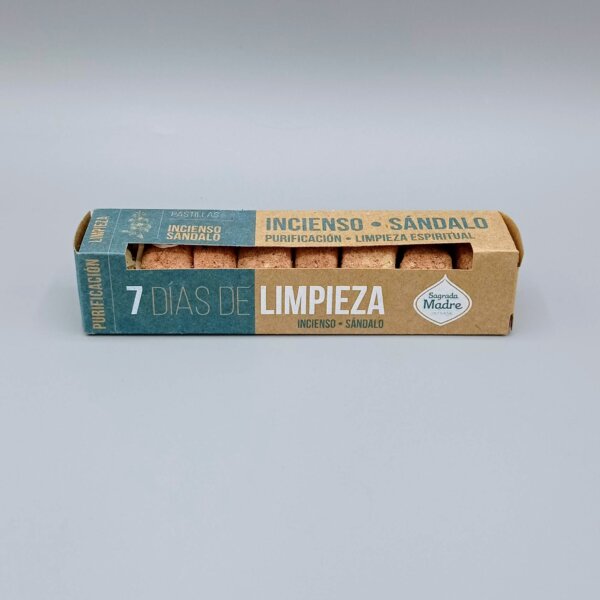 PASTILLAS
INCIENSO
SÁNDALO
INCIENSO • SÁNDALO
PURIFICACIÓN • LIMPIEZA ESPIRITUAL
LIMPIEZA
PURIFICACIÓN
7 DÍAS DE LIMPIEZA
INCIENSO • SÁNDALO
Sagrada
Madre